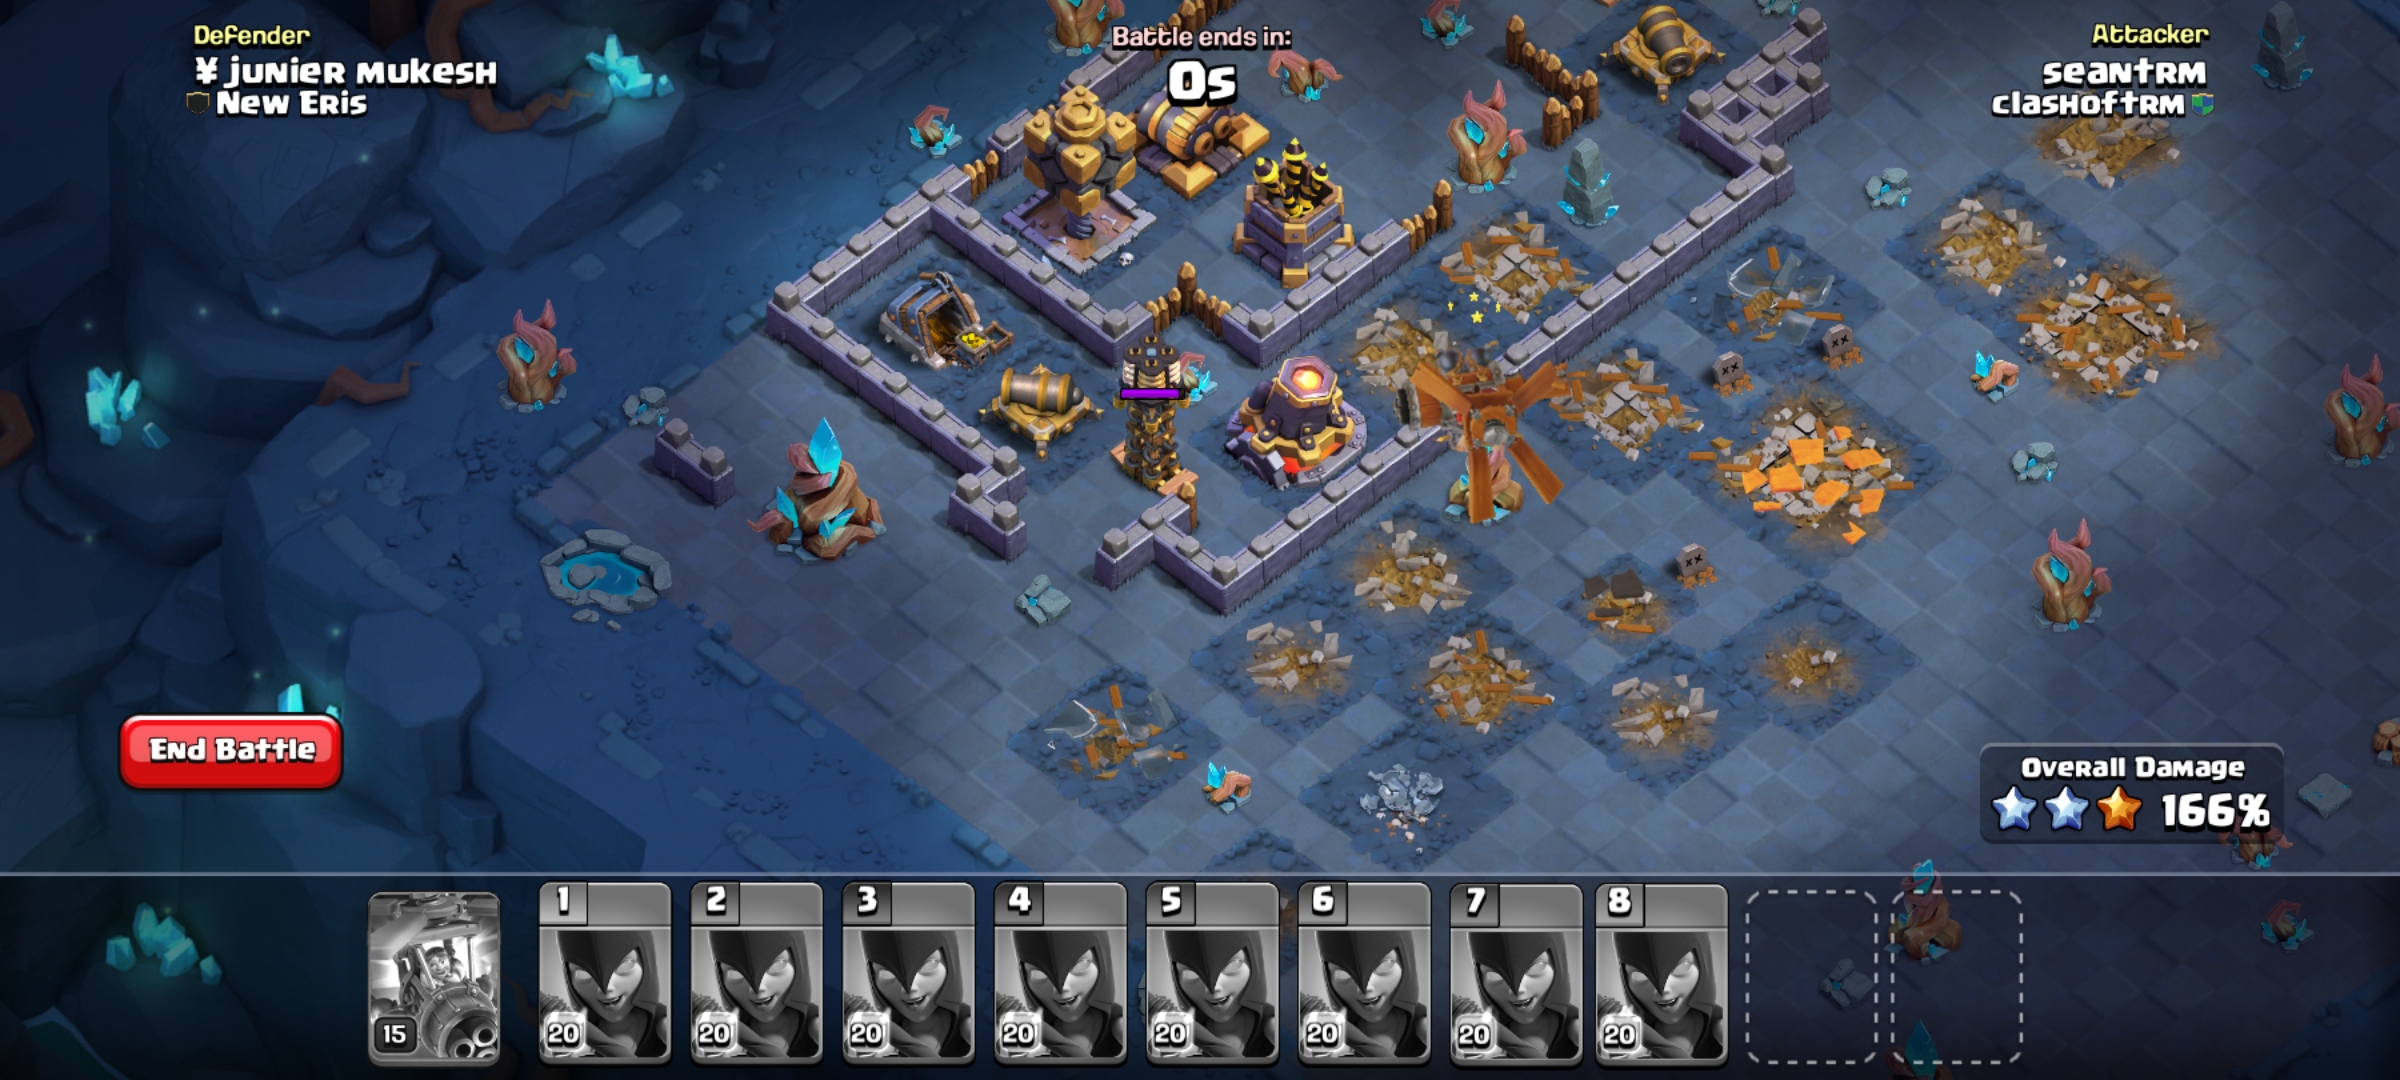 Defender
¥ junier mukesh
New Eris
Battle ends in:
0s
Attacker
seantrm
clashoftrm
End Battle
Overall Damage
166%
1
2
3
4
5
6
7
8
15
20
20
20
20
20
20
20
20